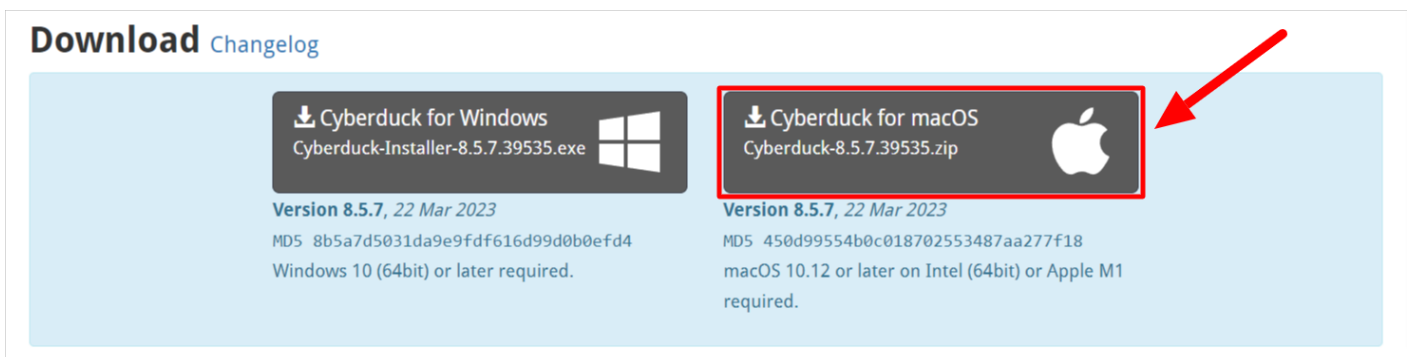 Download Changelog
Cyberduck for Windows
Cyberduck-Installer-8.5.7.39535.exe
Version 8.5.7, 22 Mar 2023
MD5 8b5a7d5031da9e9fdf616d99d0b0efd4
Windows 10 (64bit) or later required.
Cyberduck for macOS
Cyberduck-8.5.7.39535.zip
Version 8.5.7, 22 Mar 2023
MD5 450d99554b0c018702553487aa277f18
macOS 10.12 or later on Intel (64bit) or Apple M1
required.